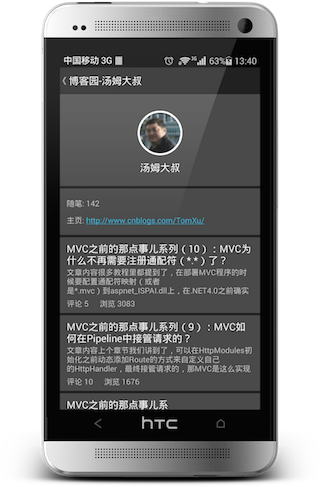 中国移动 3G 3G 63% 13:40
博客园-汤姆大叔
汤姆大叔
随笔: 142
主页: http://www.cnblogs.com/TomXu/
MVC之前的那点事儿系列（10）：MVC为
什么不再需要注册通配符（*.*）了？
文章内容很多教程里都提到了，在部署MVC程序的时
候要配置通配符映射（或者
是*.mvc）到aspnet_ISPAI.dll上，在.NET4.0之前确实
评论 5 浏览 3083
MVC之前的那点事儿系列（9）：MVC如
何在Pipeline中接管请求的？
文章内容上个章节我们讲到了，可以在HttpModules初
始化之前动态添加Route的方式来自定义自己
的HttpHandler，最终接管请求的，那MVC是这么实现
评论 10 浏览 1676
MVC之前的那点事儿系
hTC